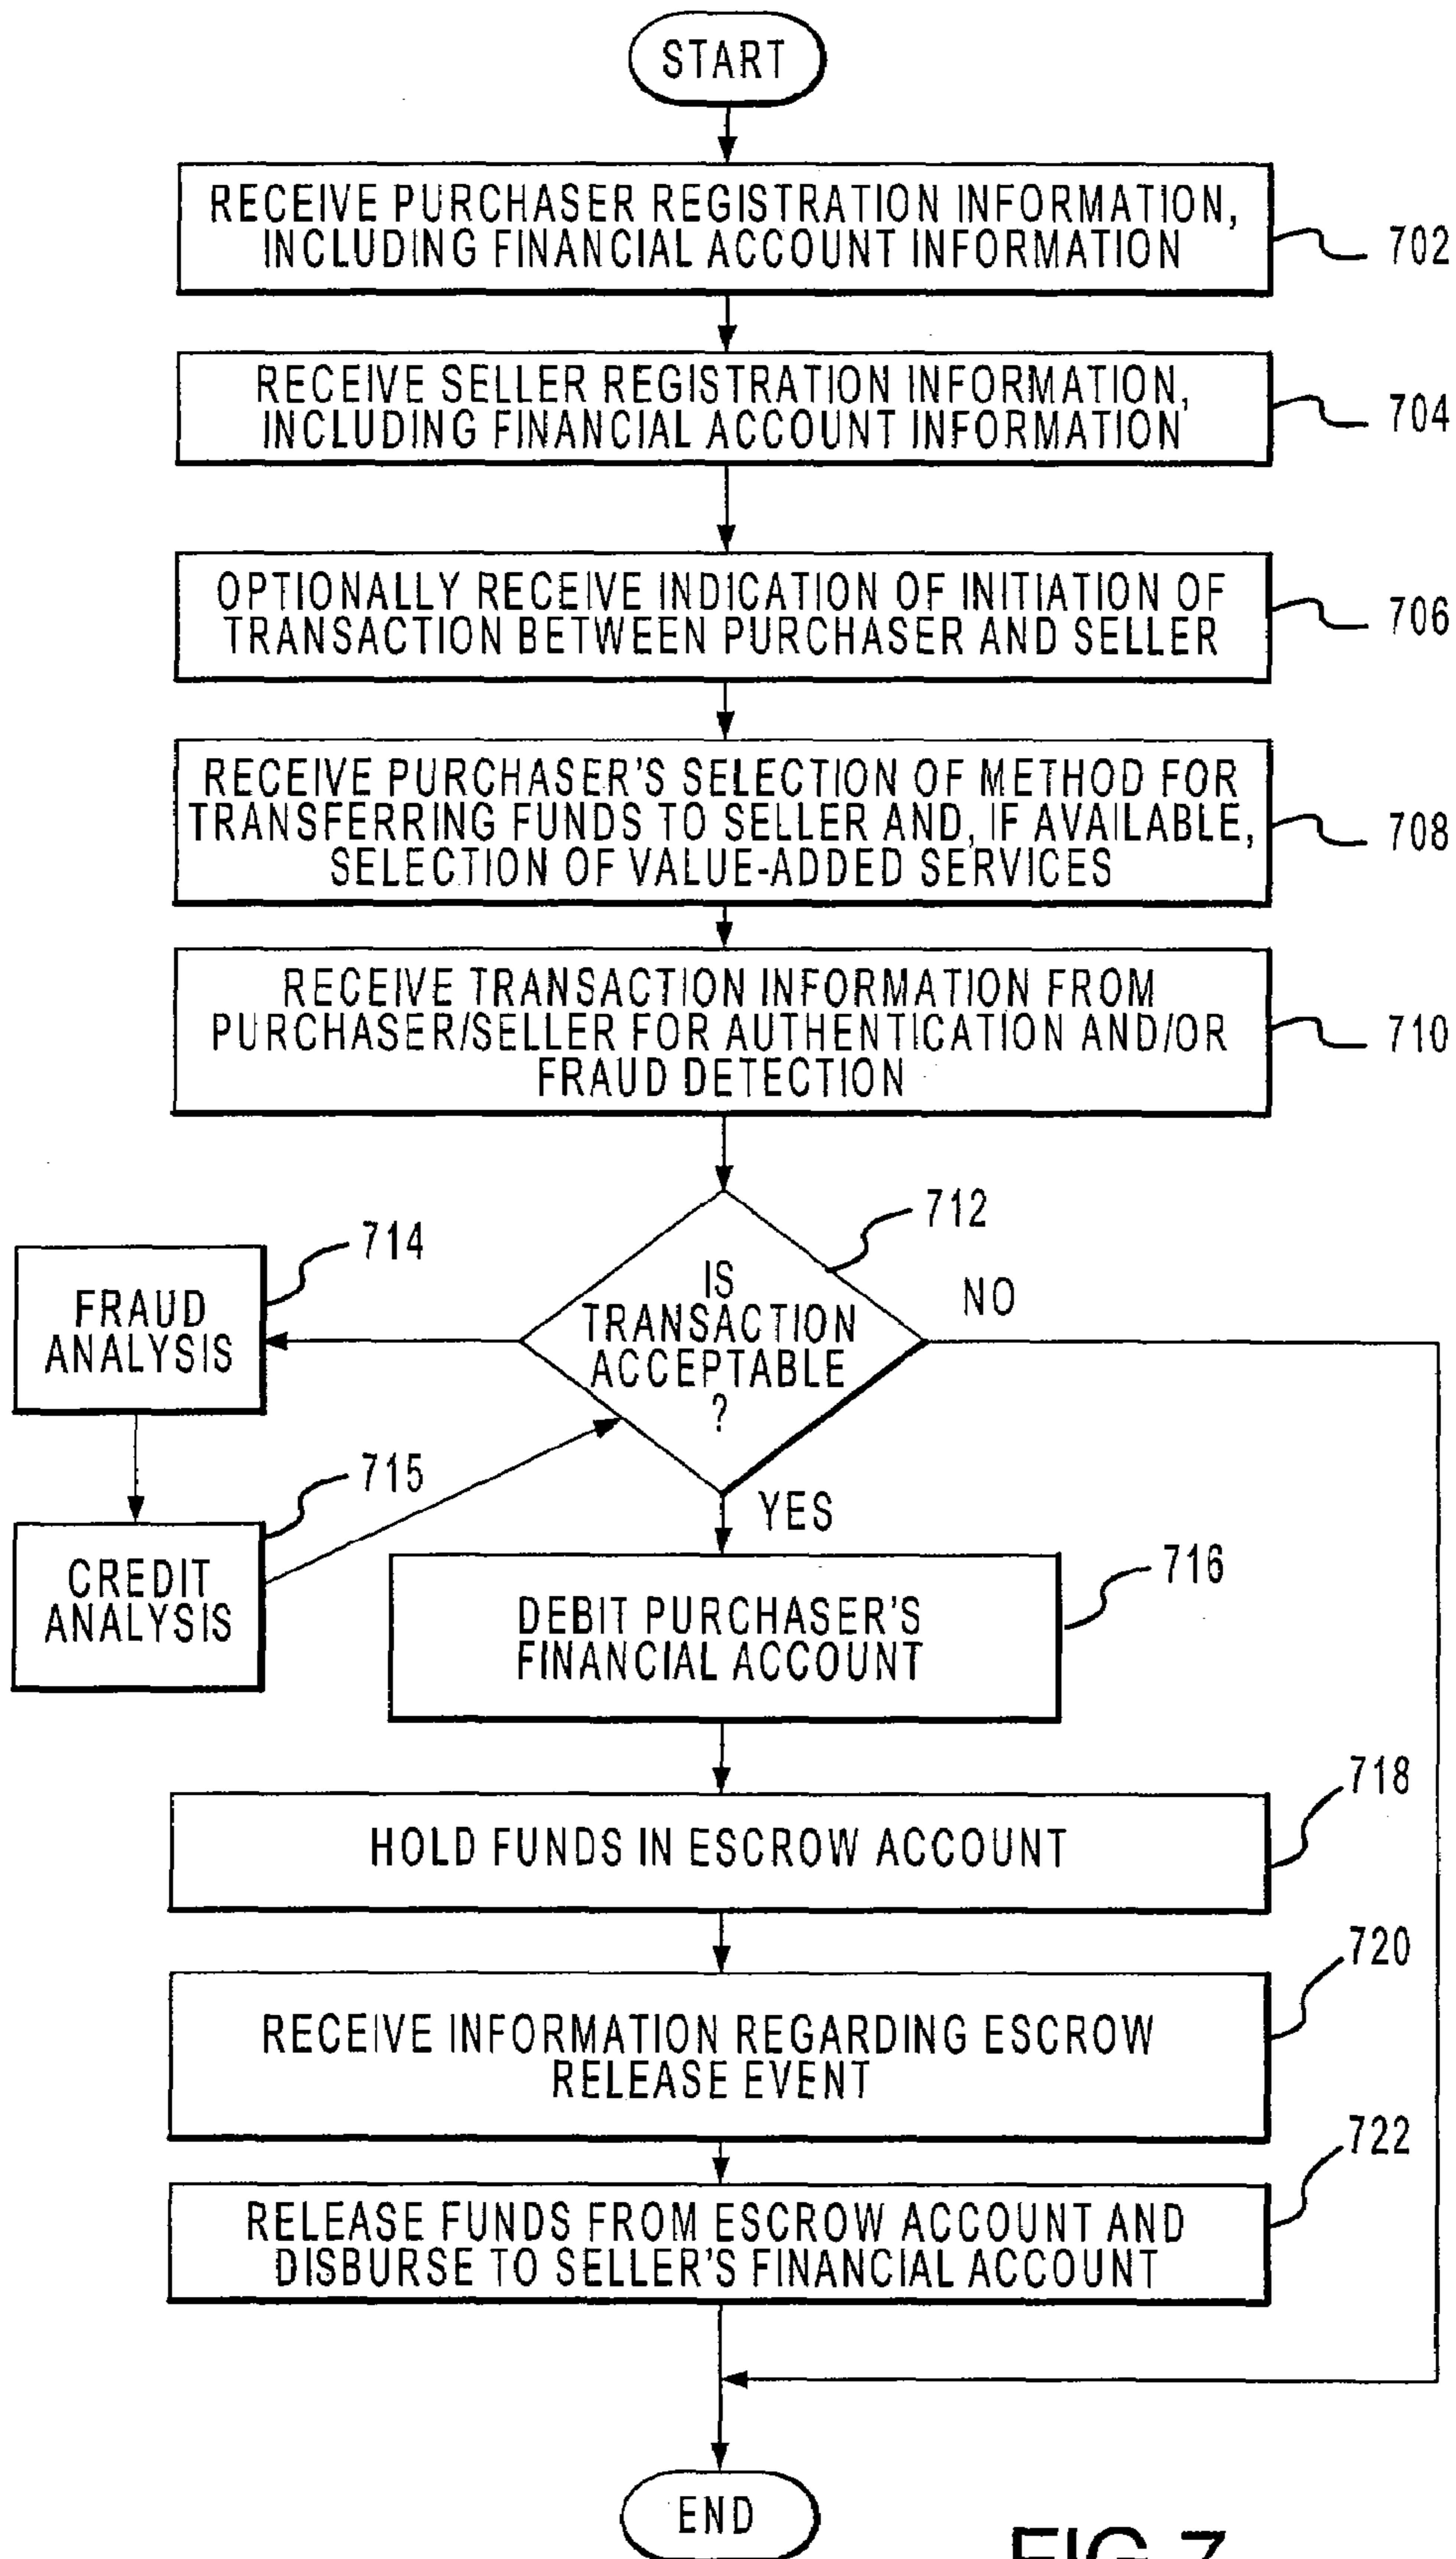 START
RECEIVE PURCHASER REGISTRATION INFORMATION,
INCLUDING FINANCIAL ACCOUNT INFORMATION
702
RECEIVE SELLER REGISTRATION INFORMATION,
INCLUDING FINANCIAL ACCOUNT INFORMATION
704
OPTIONALLY RECEIVE INDICATION OF INITIATION OF
TRANSACTION BETWEEN PURCHASER AND SELLER
706
RECEIVE PURCHASER'S SELECTION OF METHOD FOR
TRANSFERRING FUNDS TO SELLER AND, IF AVAILABLE,
SELECTION OF VALUE-ADDED SERVICES
708
RECEIVE TRANSACTION INFORMATION FROM
PURCHASER/SELLER FOR AUTHENTICATION AND/OR
FRAUD DETECTION
710
712
IS
TRANSACTION
ACCEPTABLE
?
NO
YES
714
FRAUD
ANALYSIS
715
CREDIT
ANALYSIS
716
DEBIT PURCHASER'S
FINANCIAL ACCOUNT
718
HOLD FUNDS IN ESCROW ACCOUNT
720
RECEIVE INFORMATION REGARDING ESCROW
RELEASE EVENT
722
RELEASE FUNDS FROM ESCROW ACCOUNT AND
DISBURSE TO SELLER'S FINANCIAL ACCOUNT
END
FIG.7